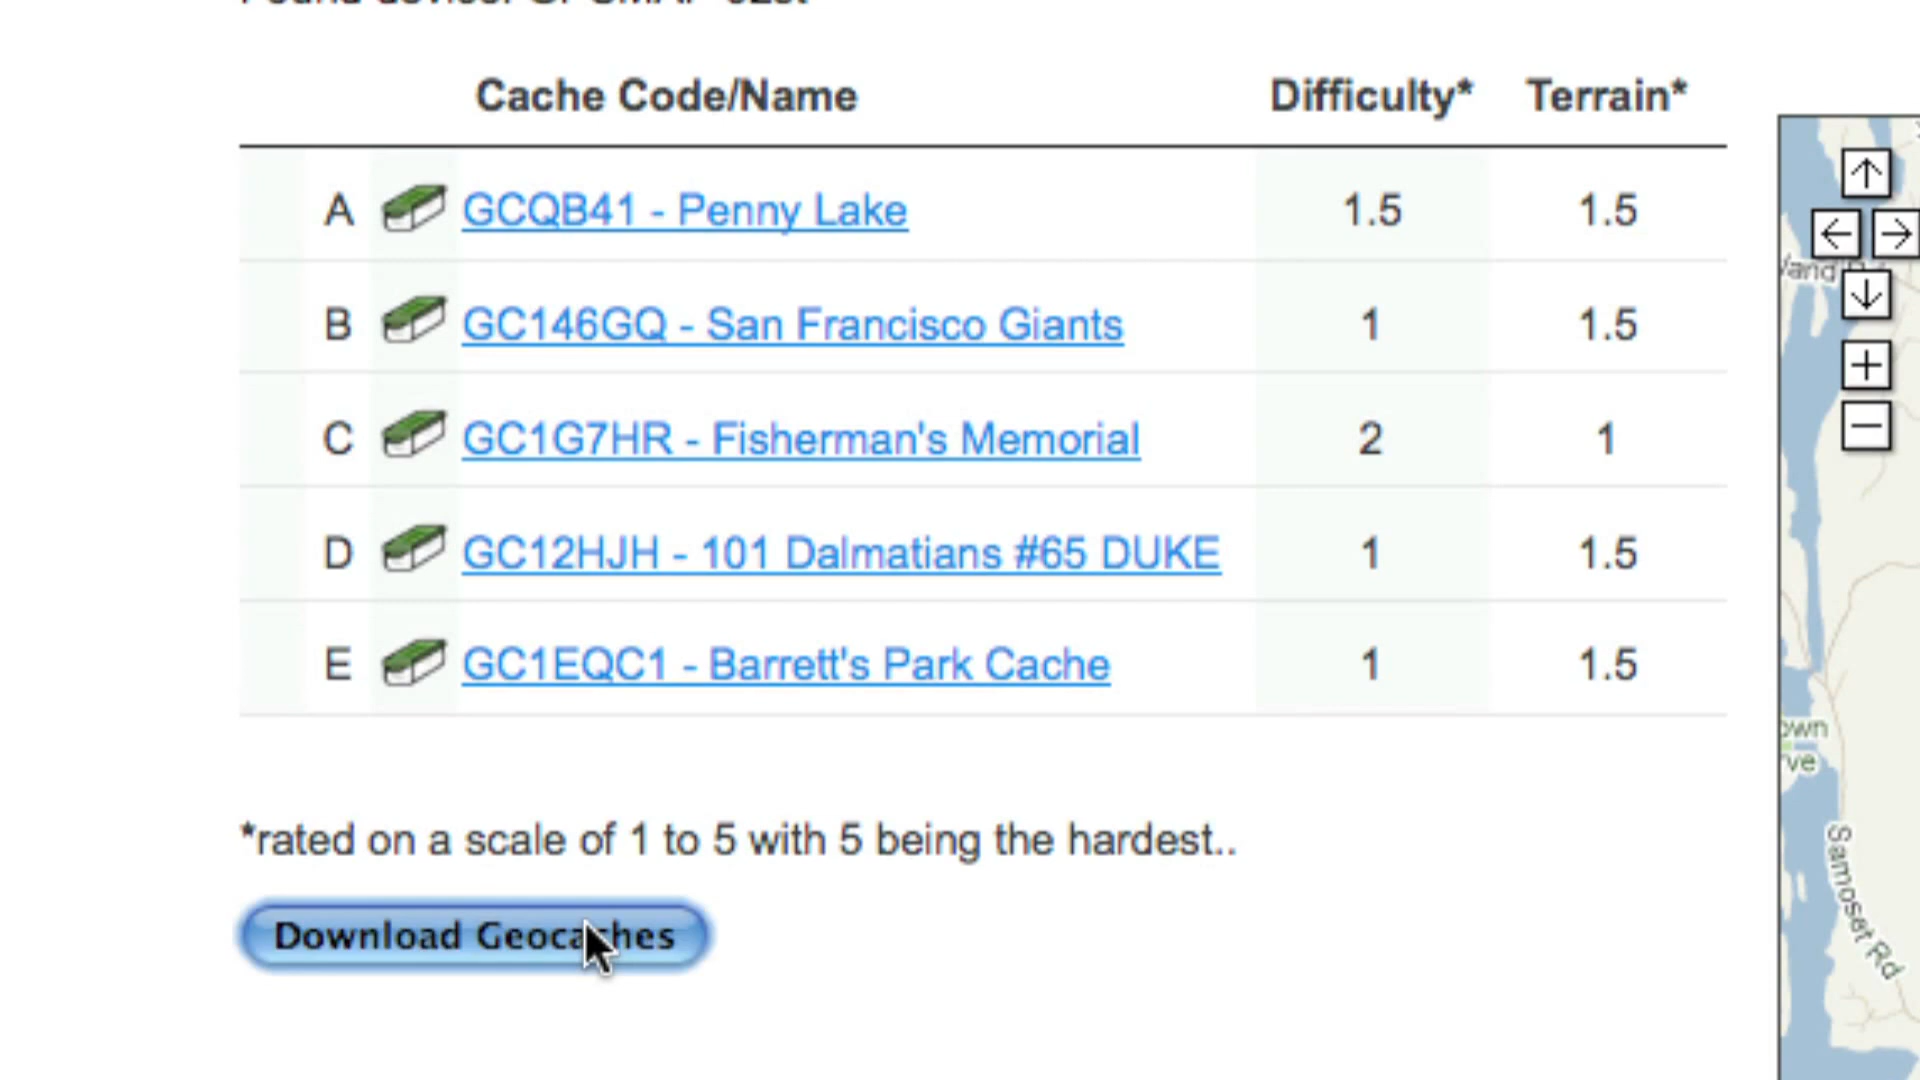 Cache Code/Name Difficulty* Terrain*
A GCQB41 - Penny Lake 1.5 1.5
B GC146GQ - San Francisco Giants 1 1.5
C GC1G7HR - Fisherman's Memorial 2 1
D GC12HJH - 101 Dalmatians #65 DUKE 1 1.5
E GC1EQC1 - Barrett's Park Cache 1 1.5
*rated on a scale of 1 to 5 with 5 being the hardest..
Download Geocaches
own
rve
Samoset Rd